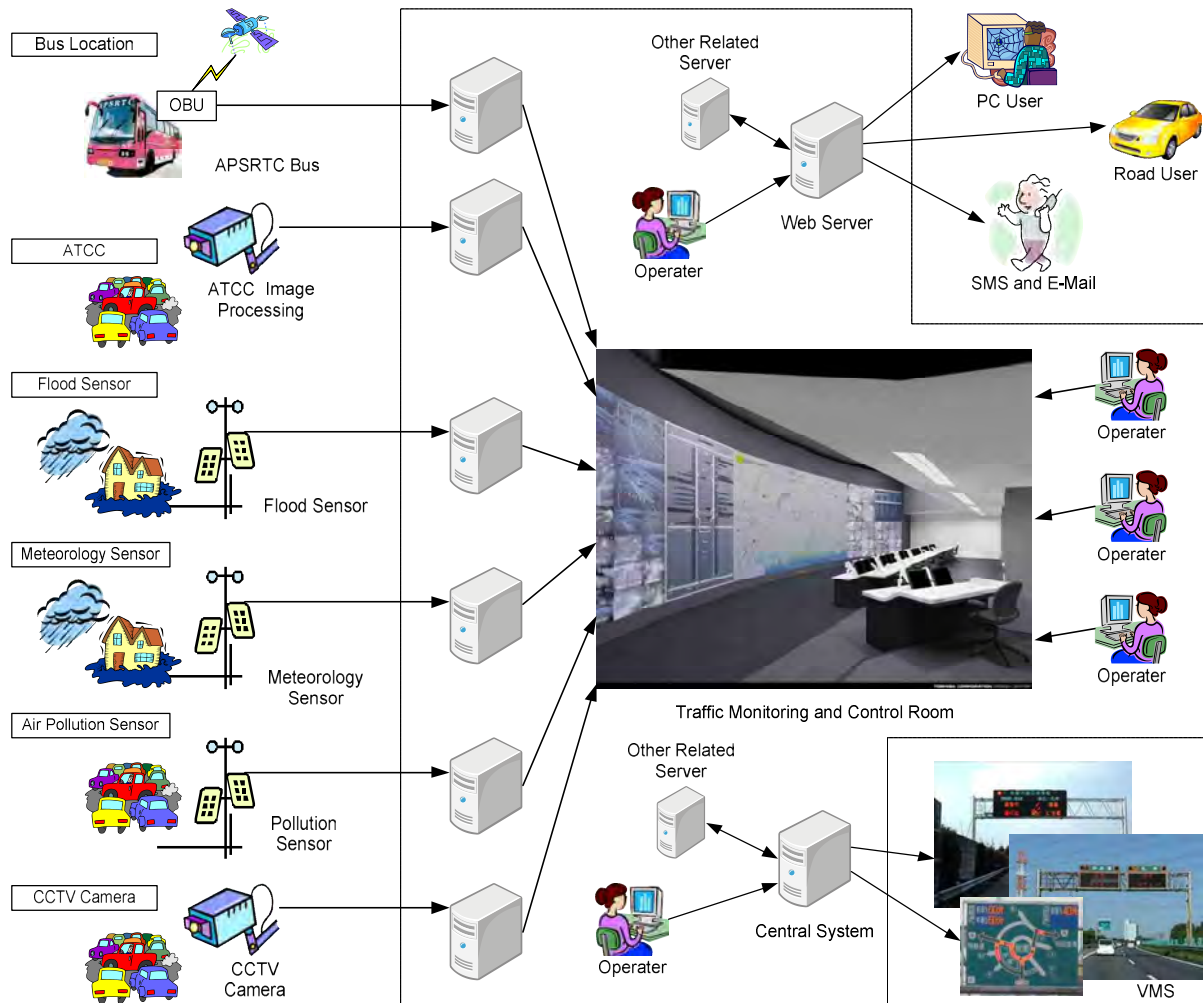 Bus Location
OBU
APSRTC Bus
ATCC
ATCC Image
Processing
Flood Sensor
Flood Sensor
Meteorology Sensor
Meteorology
Sensor
Air Pollution Sensor
Pollution
Sensor
CCTV Camera
CCTV
Camera
Other Related
Server
Operater
Web Server
PC User
Road User
SMS and E-Mail
Operater
Operater
Operater
Traffic Monitoring and Control Room
Other Related
Server
Operater
Central System
VMS